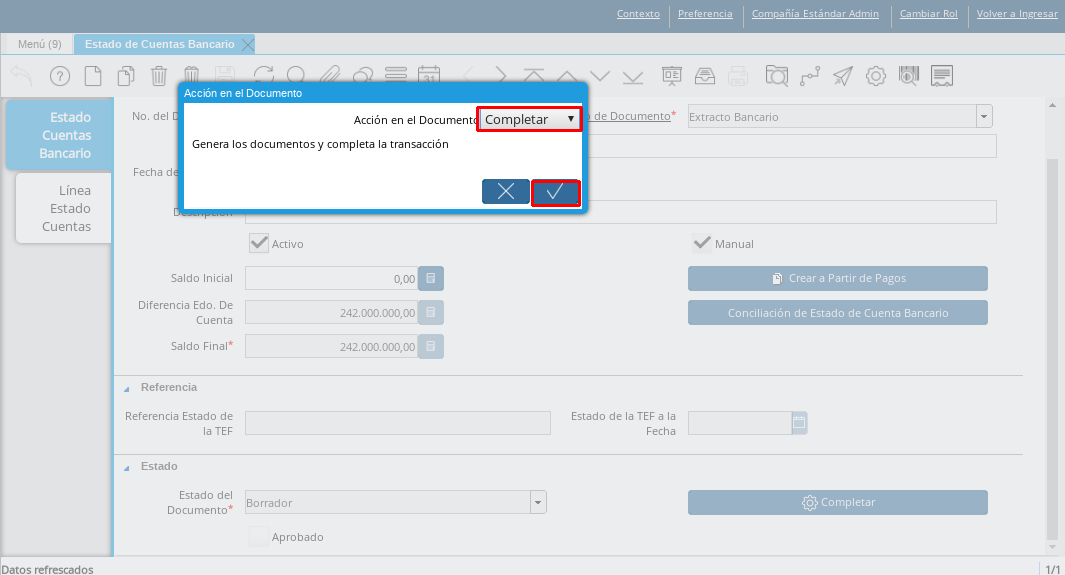 Contexto Preferencia Compañía Estándar Admin Cambiar Rol Volver a Ingresar
Menú (9) Estado de Cuentas Bancario
31
Acción en el Documento
Estado Cuentas Bancario
No. del D
Acción en el Documento Completar
de Documento* Extracto Bancario
Genera los documentos y completa la transacción
Fecha de
Línea Estado Cuentas
Descripción
Activo Manual
Saldo Inicial 0,00 Crear a Partir de Pagos
Diferencia Edo. De Cuenta 242.000.000,00 Conciliación de Estado de Cuenta Bancario
Saldo Final* 242.000.000,00
Referencia
Referencia Estado de la TEF Estado de la TEF a la Fecha
Estado
Estado del Documento* Borrador Completar
Aprobado
Datos refrescados 1/1